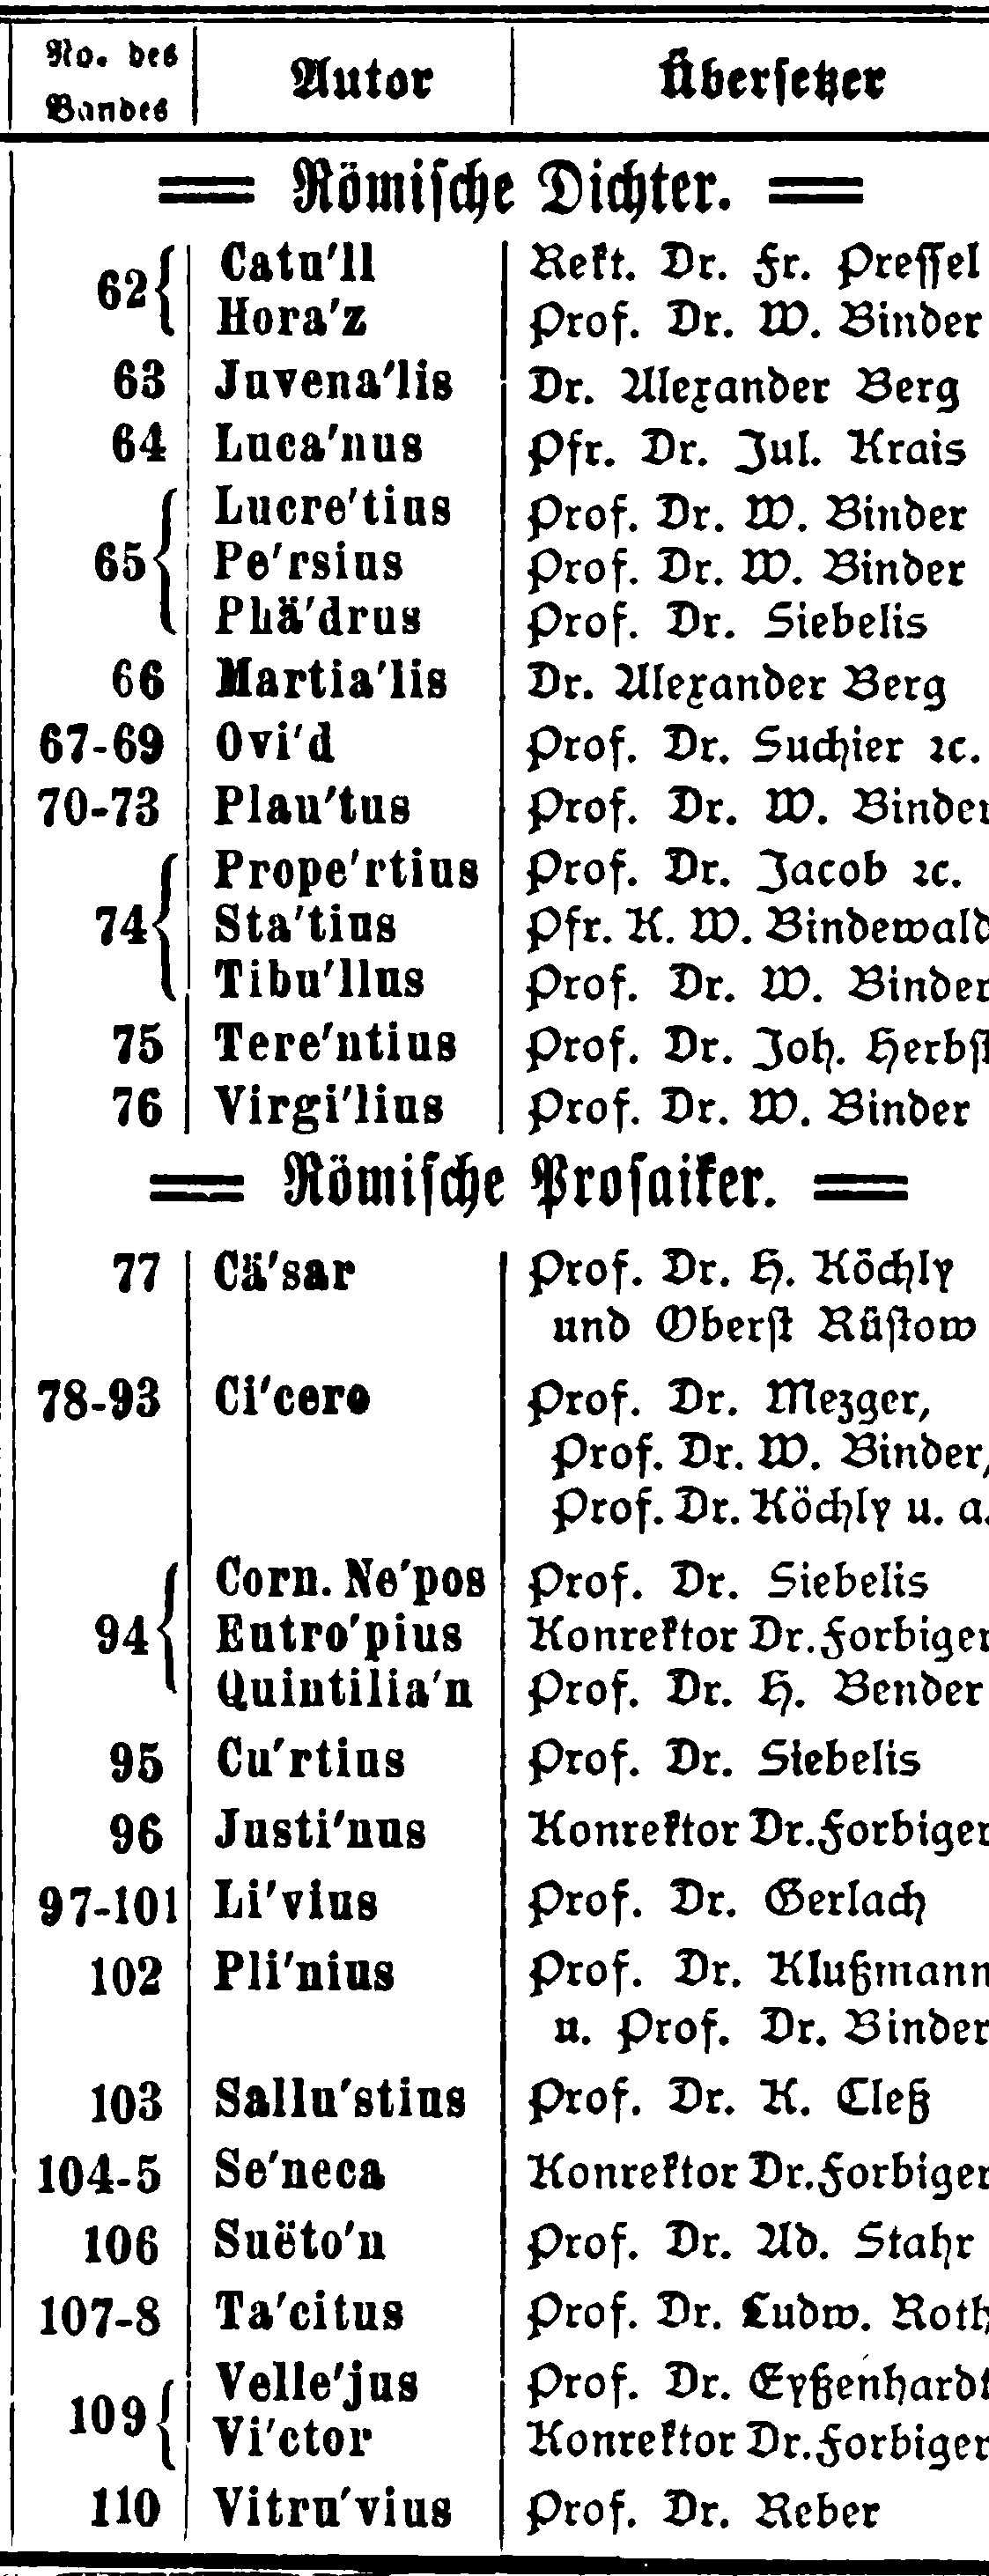 No. des Bandes Autor Übersetzer
Römische Dichter.
62 Catu'll Rekt. Dr. Fr. Pressel
Hora'z Prof. Dr. W. Binder
63 Juvena'lis Dr. Alexander Berg
64 Luca'nus Pfr. Dr. Jul. Krais
Lucre'tius Prof. Dr. W. Binder
65 Pe'rsius Prof. Dr. W. Binder
Phä'drus Prof. Dr. Siebelis
66 Martia'lis Dr. Alexander Berg
67-69 Ovi'd Prof. Dr. Suchier ꝛc.
70-73 Plau'tus Prof. Dr. W. Binder
Prope'rtius Prof. Dr. Jacob ꝛc.
74 Sta'tius Pfr. K. W. Bindewald
Tibu'llus Prof. Dr. W. Binder
75 Tere'ntius Prof. Dr. Joh. Herbst
76 Virgi'lius Prof. Dr. W. Binder
Römische Prosaiker.
77 Cä'sar Prof. Dr. H. Köchly
und Oberst Rüstow
78-93 Ci'cero Prof. Dr. Mezger,
Prof. Dr. W. Binder,
Prof. Dr. Köchly u. a.
Corn. Ne'pos Prof. Dr. Siebelis
94 Eutro'pius Konrektor Dr. Forbiger
Quintilia'n Prof. Dr. H. Bender
95 Cu'rtius Prof. Dr. Siebelis
96 Justi'nus Konrektor Dr. Forbiger
97-101 Li'vius Prof. Dr. Gerlach
102 Pli'nius Prof. Dr. Klußmann
u. Prof. Dr. Binder
103 Sallu'stius Prof. Dr. K. Cleß
104-5 Se'neca Konrektor Dr. Forbiger
106 Suëto'n Prof. Dr. Ad. Stahr
107-8 Ta'citus Prof. Dr. Ludw. Roth
109 Velle'jus Prof. Dr. Eyßenhardt
Vi'ctor Konrektor Dr. Forbiger
110 Vitru'vius Prof. Dr. Reber